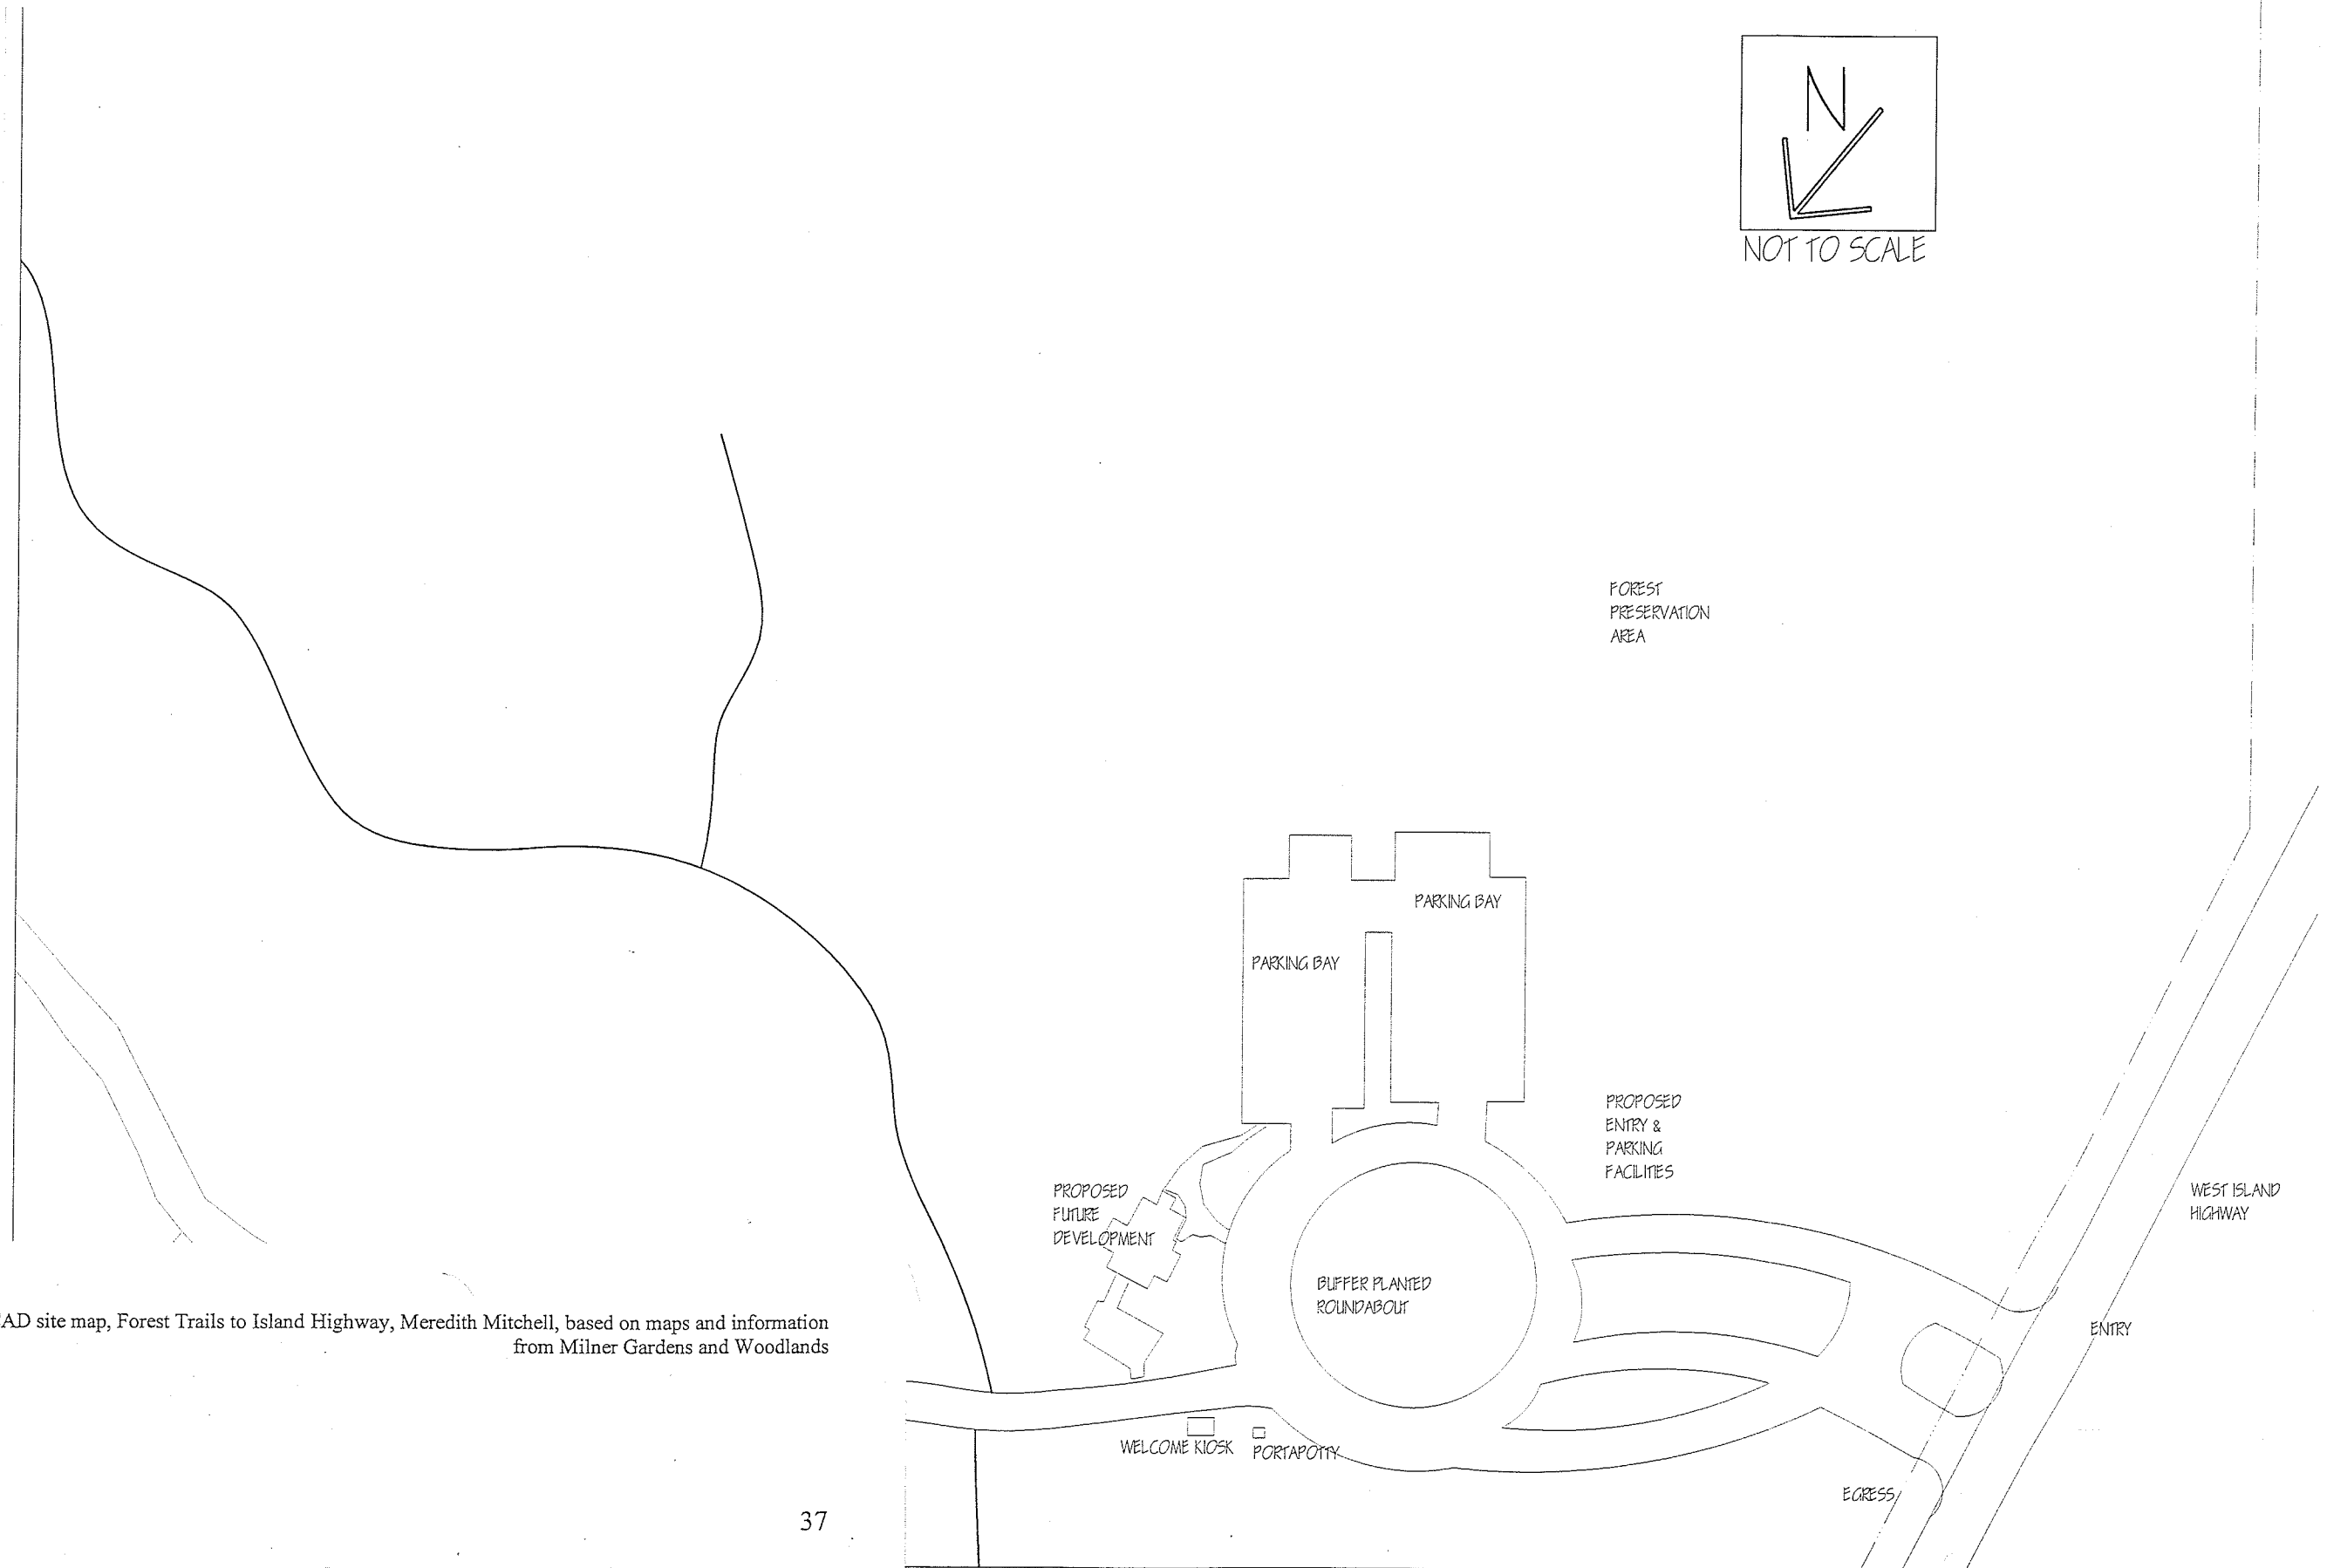 N
NOT TO SCALE
FOREST
PRESERVATION
AREA
PARKING BAY
PARKING BAY
PROPOSED
ENTRY &
PARKING
FACILITIES
PROPOSED
FUTURE
DEVELOPMENT
WEST ISLAND
HIGHWAY
BUFFER PLANTED
ROUNDABOUT
ENTRY
AD site map, Forest Trails to Island Highway, Meredith Mitchell, based on maps and information
from Milner Gardens and Woodlands
WELCOME KIOSK
PORTAPOTTY
EGRESS
37